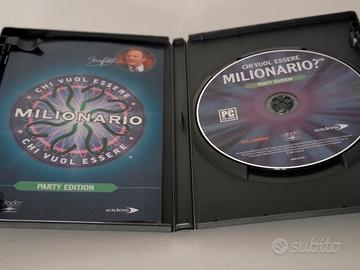 CHI VUOL ESSERE
MILIONARIO
CHI VUOL ESSERE
PARTY EDITION
eidos
CHI VUOL ESSERE
MILIONARIO?
PARTY EDITION
PC
eidos
subito